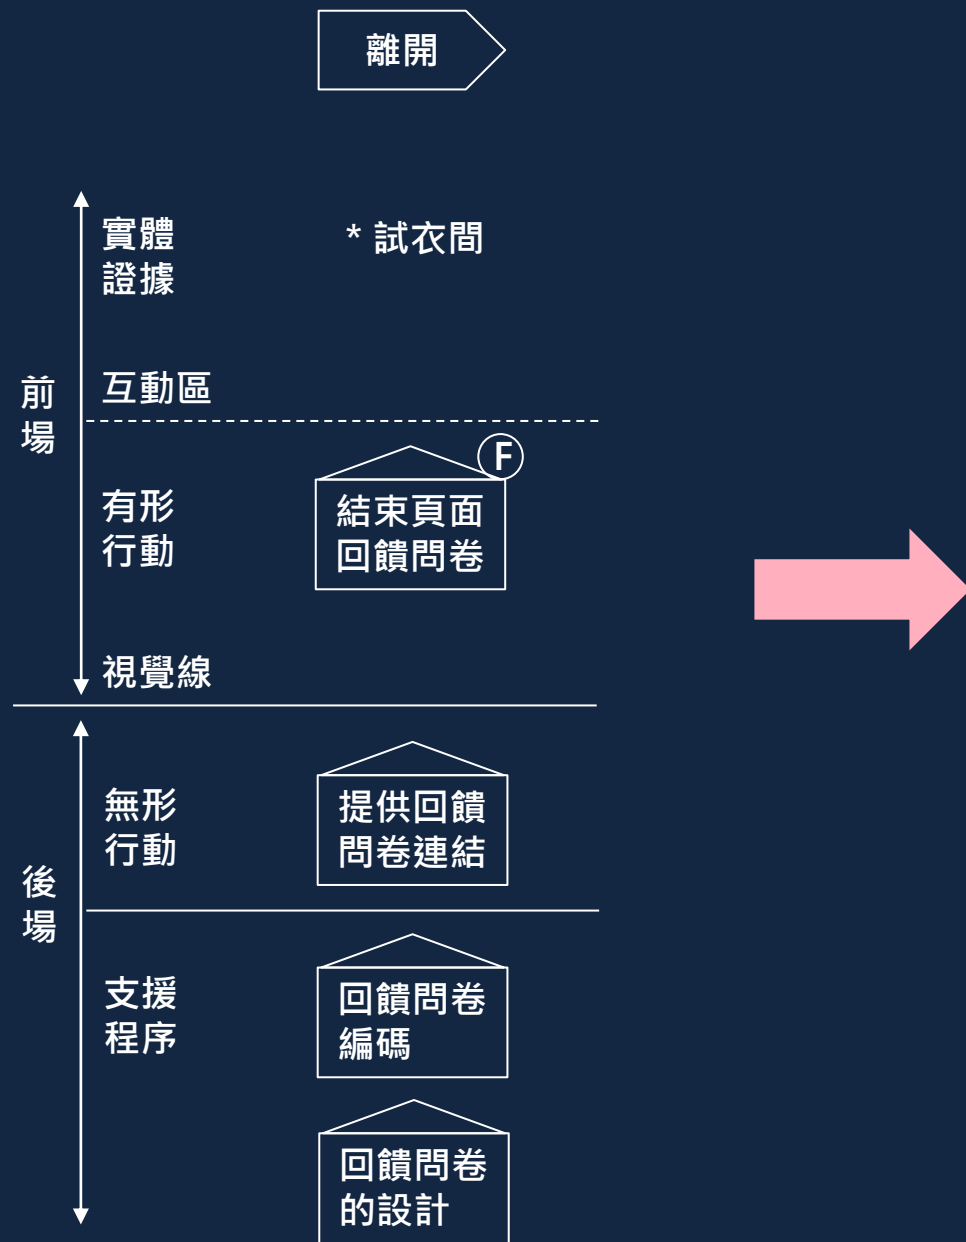 離開
實體
證據
* 試衣間
前
場
互動區
F
有形
行動
結束頁面
回饋問卷
視覺線
無形
行動
提供回饋
問卷連結
後
場
支援
程序
回饋問卷
編碼
回饋問卷
的設計